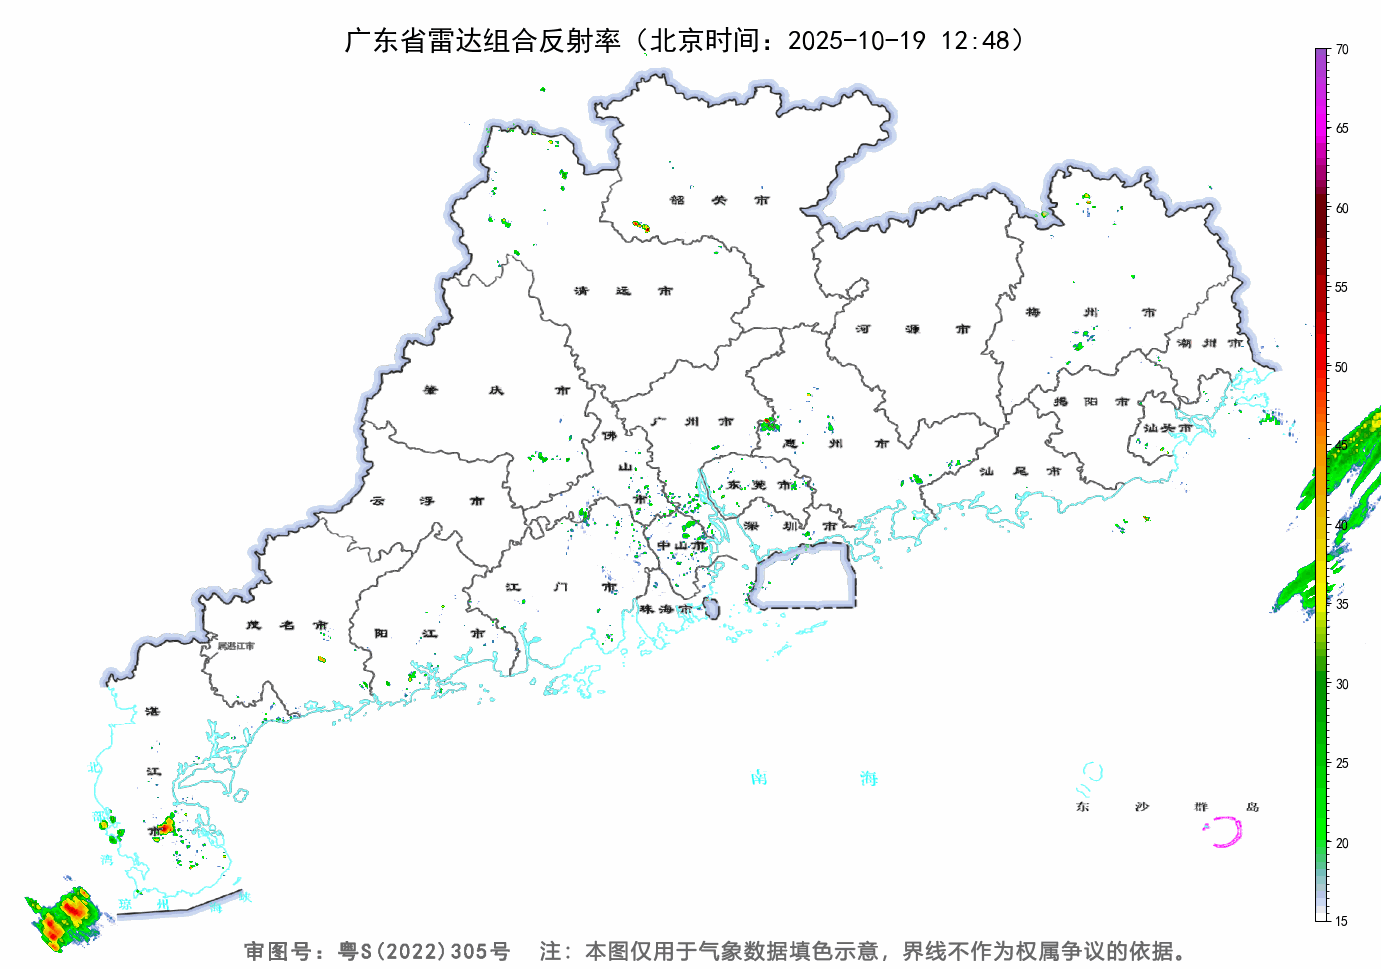 广东省雷达组合反射率（北京时间：2025-10-19 12:48）
70
65
60
55
50
45
40
35
30
25
20
15
韶关市
清远市
河源市
梅州市
潮州市
肇庆市
广州市
惠州市
揭阳市
汕头市
佛山市
云浮市
东莞市
汕尾市
深圳市
中山市
江门市
珠海市
茂名市
阳江市
属湛江市
湛江市
北部湾
琼州海峡
南海
东沙群岛
审图号：粤S(2022)305号 注：本图仅用于气象数据填色示意，界线不作为权属争议的依据。